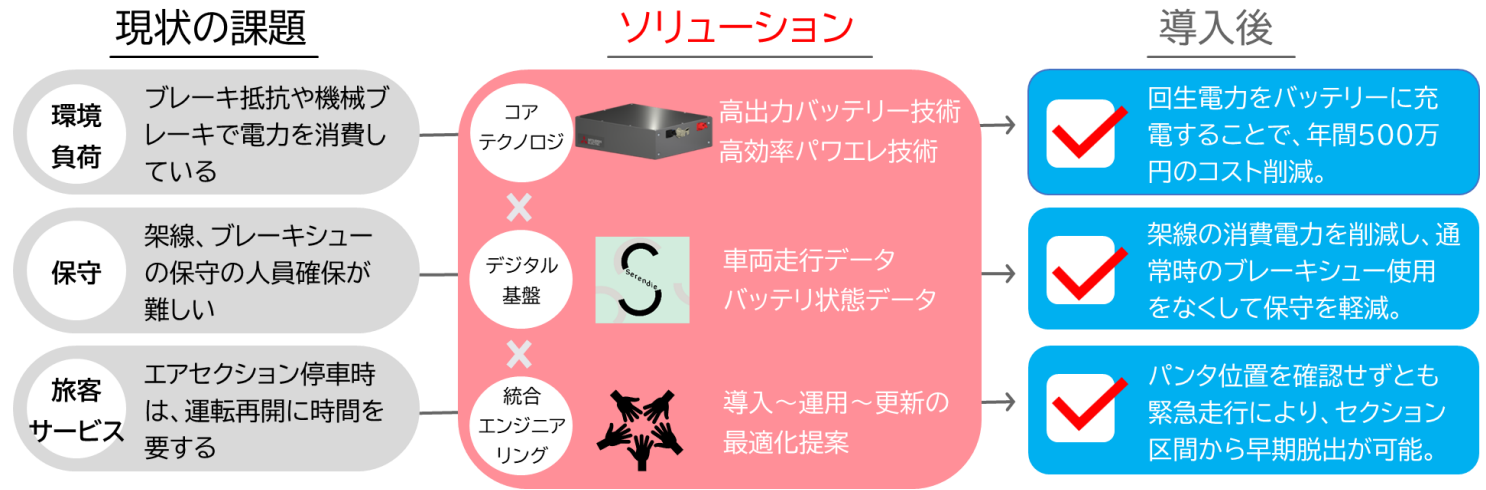 現状の課題
ソリューション
導入後
環境
負荷
ブレーキ抵抗や機械ブ
レーキで電力を消費し
ている
コア
テクノロジ
高出力バッテリー技術
高効率パワエレ技術
回生電力をバッテリーに充
電することで、年間500万
円のコスト削減。
×
保守
架線、ブレーキシュー
の保守の人員確保が
難しい
デジタル
基盤
Serendie
車両走行データ
バッテリ状態データ
架線の消費電力を削減し、通
常時のブレーキシュー使用
をなくして保守を軽減。
×
旅客
サービス
エアセクション停車時
は、運転再開に時間を
要する
統合
エンジニア
リング
導入～運用～更新の
最適化提案
パンタ位置を確認せずとも
緊急走行により、セクション
区間から早期脱出が可能。